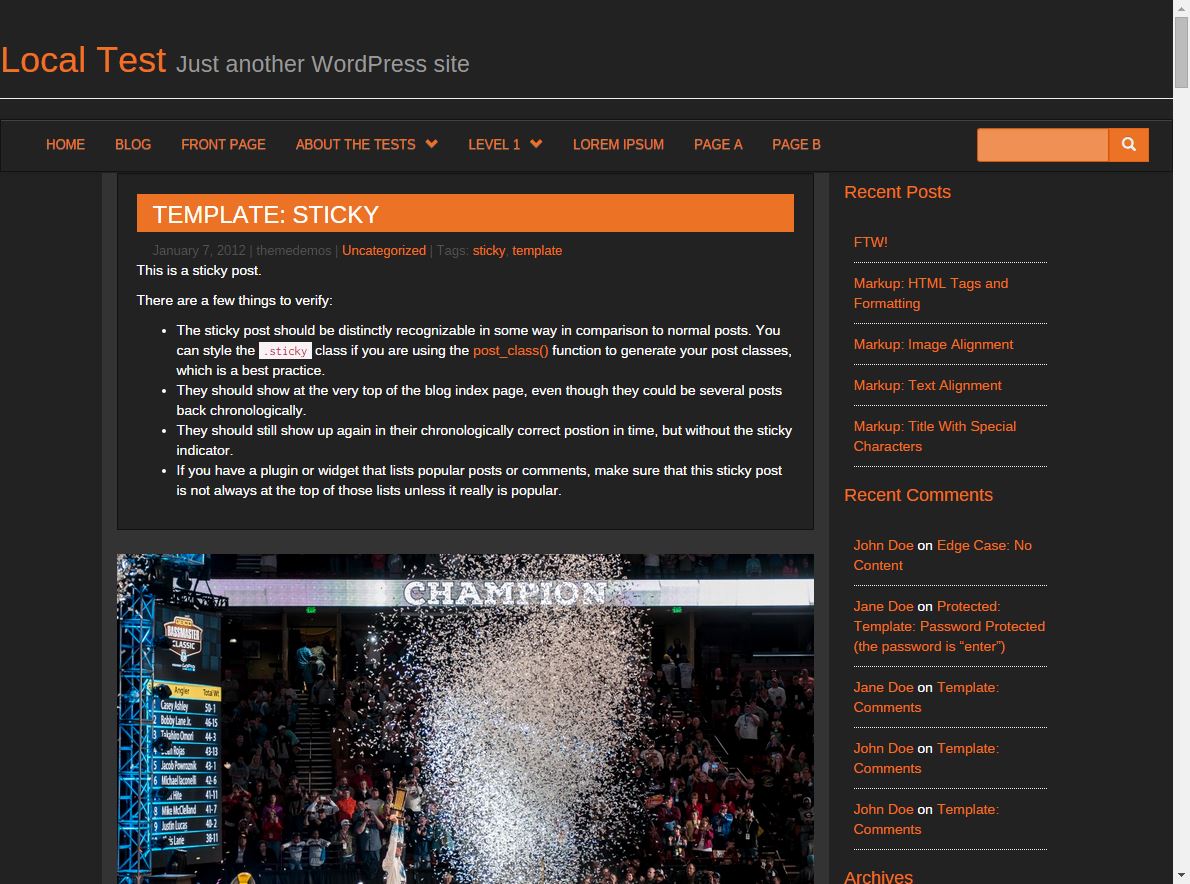 Local Test Just another WordPress site
HOME BLOG FRONT PAGE ABOUT THE TESTS LEVEL 1 LOREM IPSUM PAGE A PAGE B
TEMPLATE: STICKY
January 7, 2012 | themedemos | Uncategorized | Tags: sticky, template
This is a sticky post.
There are a few things to verify:
The sticky post should be distinctly recognizable in some way in comparison to normal posts. You
can style the .sticky class if you are using the post_class() function to generate your post classes,
which is a best practice.
They should show at the very top of the blog index page, even though they could be several posts
back chronologically.
They should still show up again in their chronologically correct postion in time, but without the sticky
indicator.
If you have a plugin or widget that lists popular posts or comments, make sure that this sticky post
is not always at the top of those lists unless it really is popular.
CHAMPION
GEICO
BASSMASTER
CLASSIC
Angler Total Wt
1 Casey Ashley 50-1
2 Bobby Lane Jr. 46-15
3 Takahiro Omori 44-3
Rojas 43-13
5 Jacob Powroznik 43-1
6 Michael Iaconelli 42-6
Hite 41-11
8 Mike McClelland 41-7
9 Justin Lucas 40-2
Lane 38-11
Recent Posts
FTW!
Markup: HTML Tags and
Formatting
Markup: Image Alignment
Markup: Text Alignment
Markup: Title With Special
Characters
Recent Comments
John Doe on Edge Case: No
Content
Jane Doe on Protected:
Template: Password Protected
(the password is “enter”)
Jane Doe on Template:
Comments
John Doe on Template:
Comments
John Doe on Template:
Comments
Archives